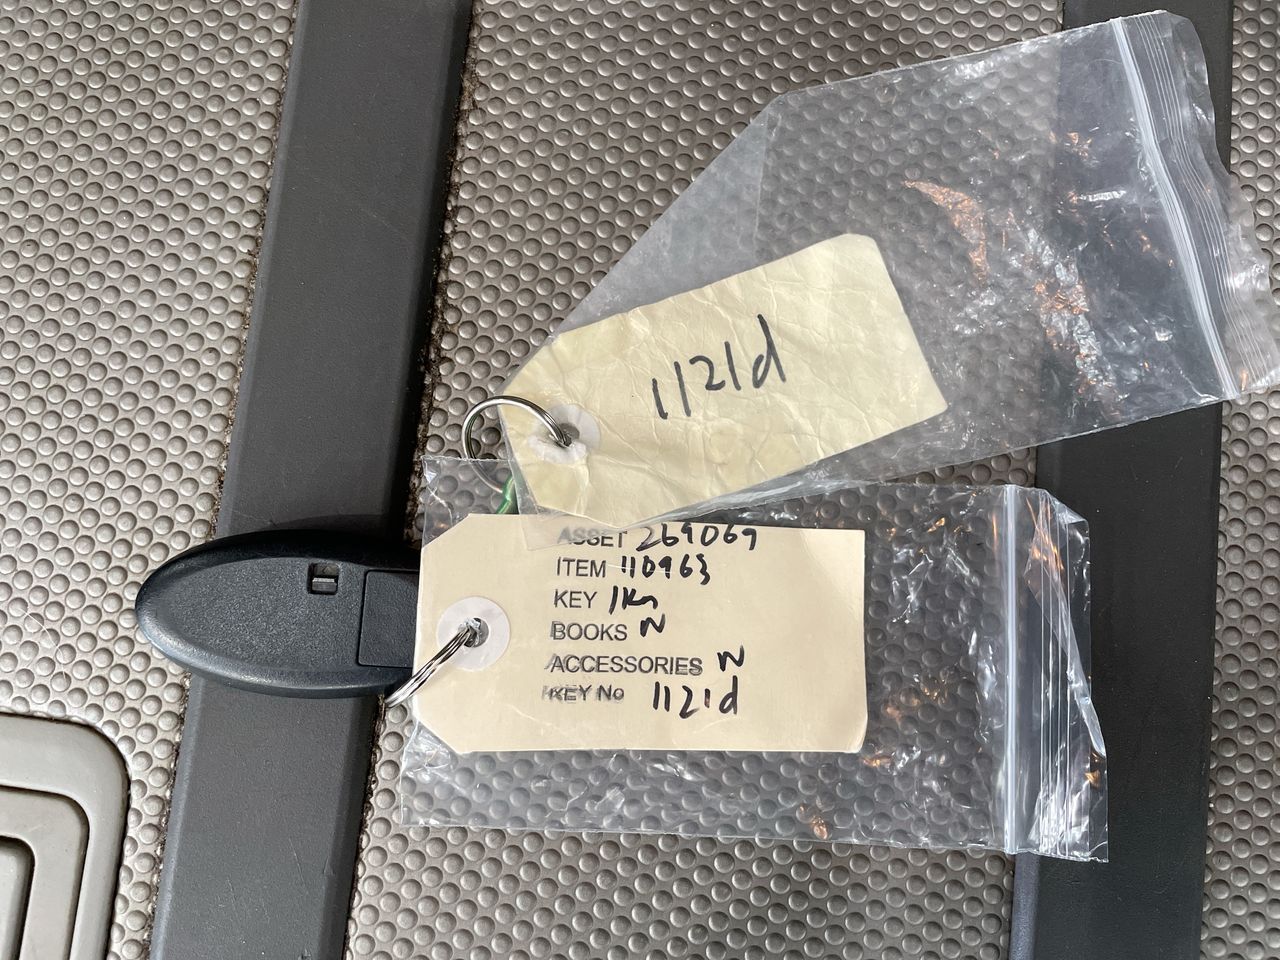 1121d
ASSET 269069
ITEM 110963
KEY 1Kn
BOOKS N
ACCESSORIES N
KEY No 1121d